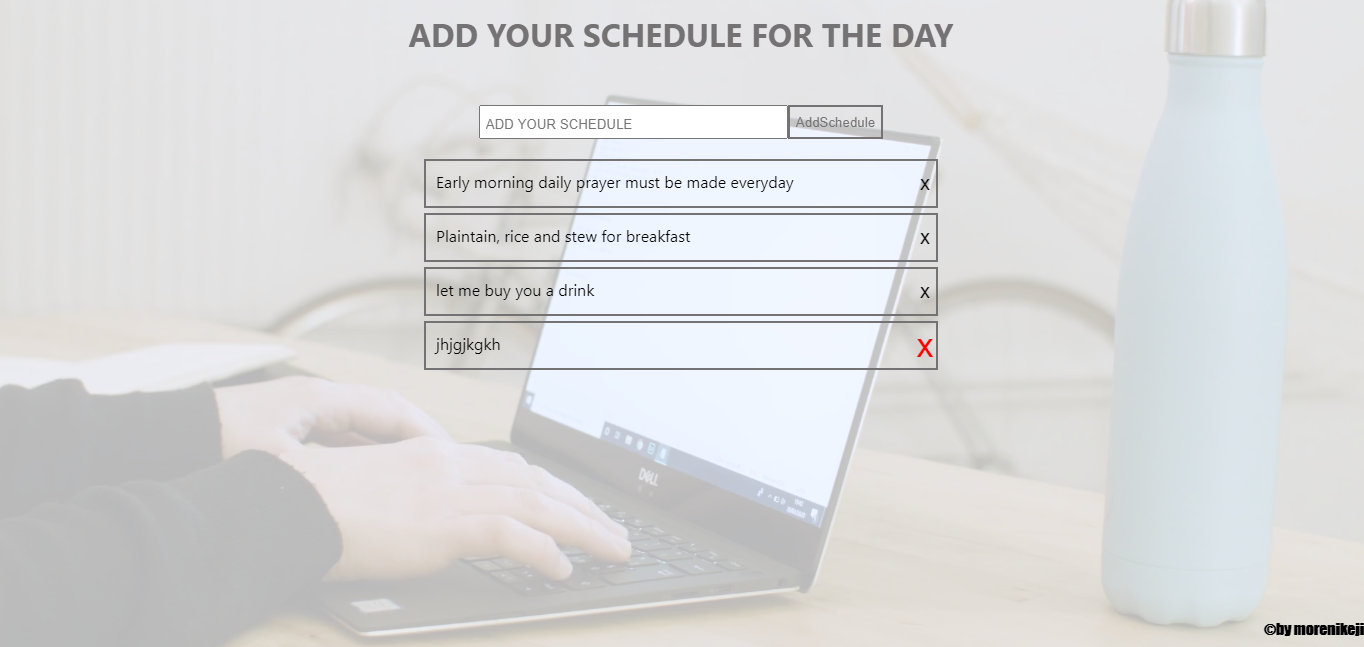 ADD YOUR SCHEDULE FOR THE DAY
ADD YOUR SCHEDULE
AddSchedule
Early morning daily prayer must be made everyday
x
Plaintain, rice and stew for breakfast
x
let me buy you a drink
x
jhjgjkgkh
x
DELL
©by morenikeji